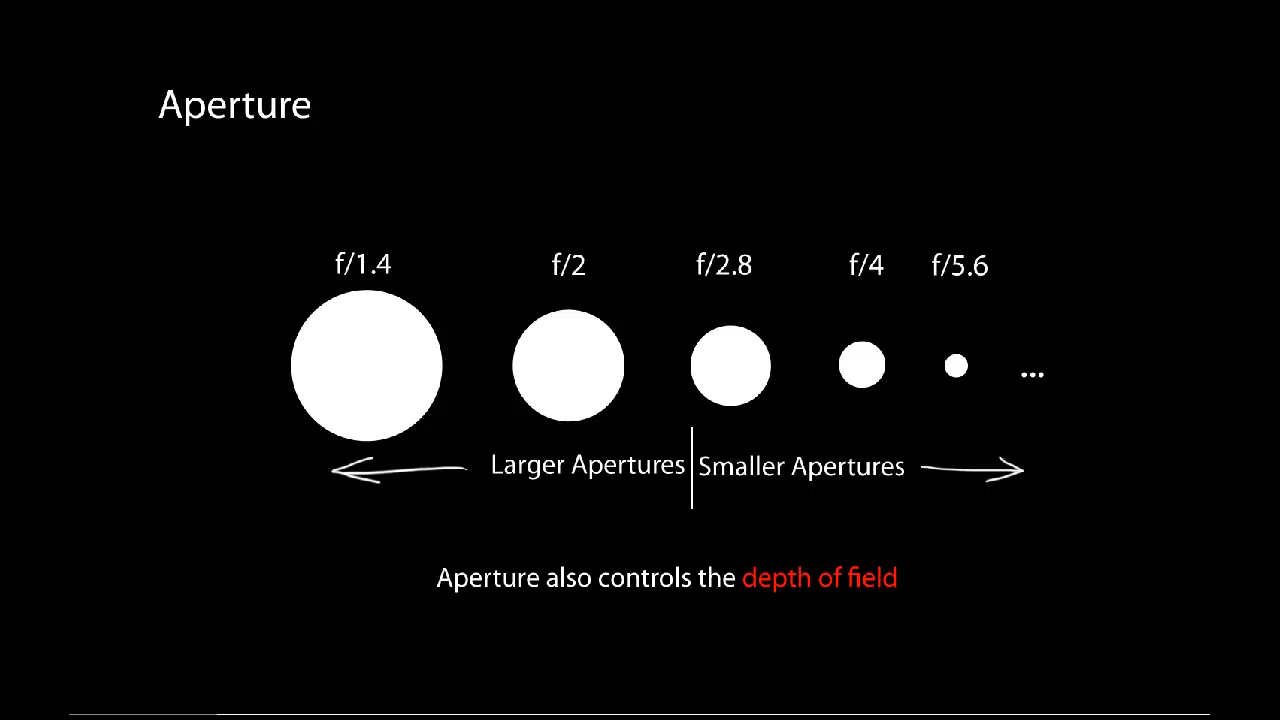 Aperture
f/1.4 f/2 f/2.8 f/4 f/5.6
...
Larger Apertures Smaller Apertures
Aperture also controls the depth of field